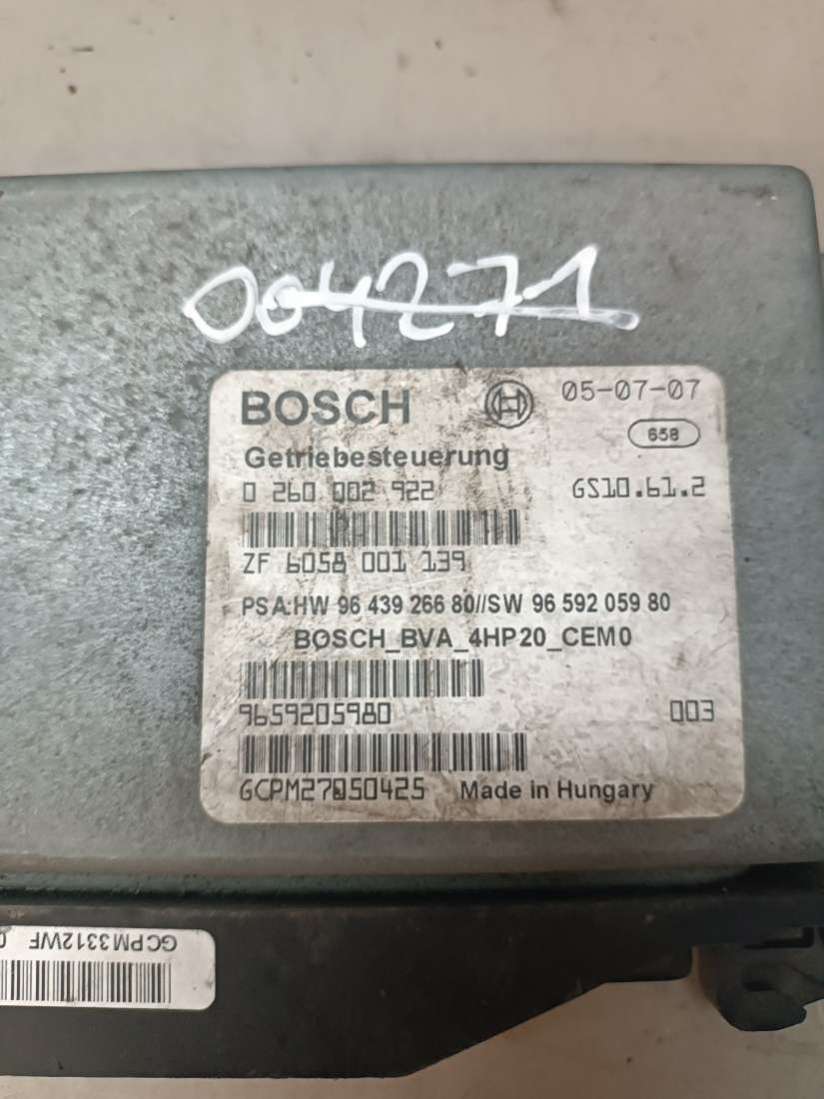 004271
BOSCH 05-07-07
658
Getriebesteuerung
0 260 002 922 GS10.61.2
ZF 6058 001 139
PSA:HW 96 439 266 80//SW 96 592 059 80
BOSCH_BVA_4HP20_CEM0
9659205980 003
GCPM27050425 Made in Hungary
GCPM3312WF